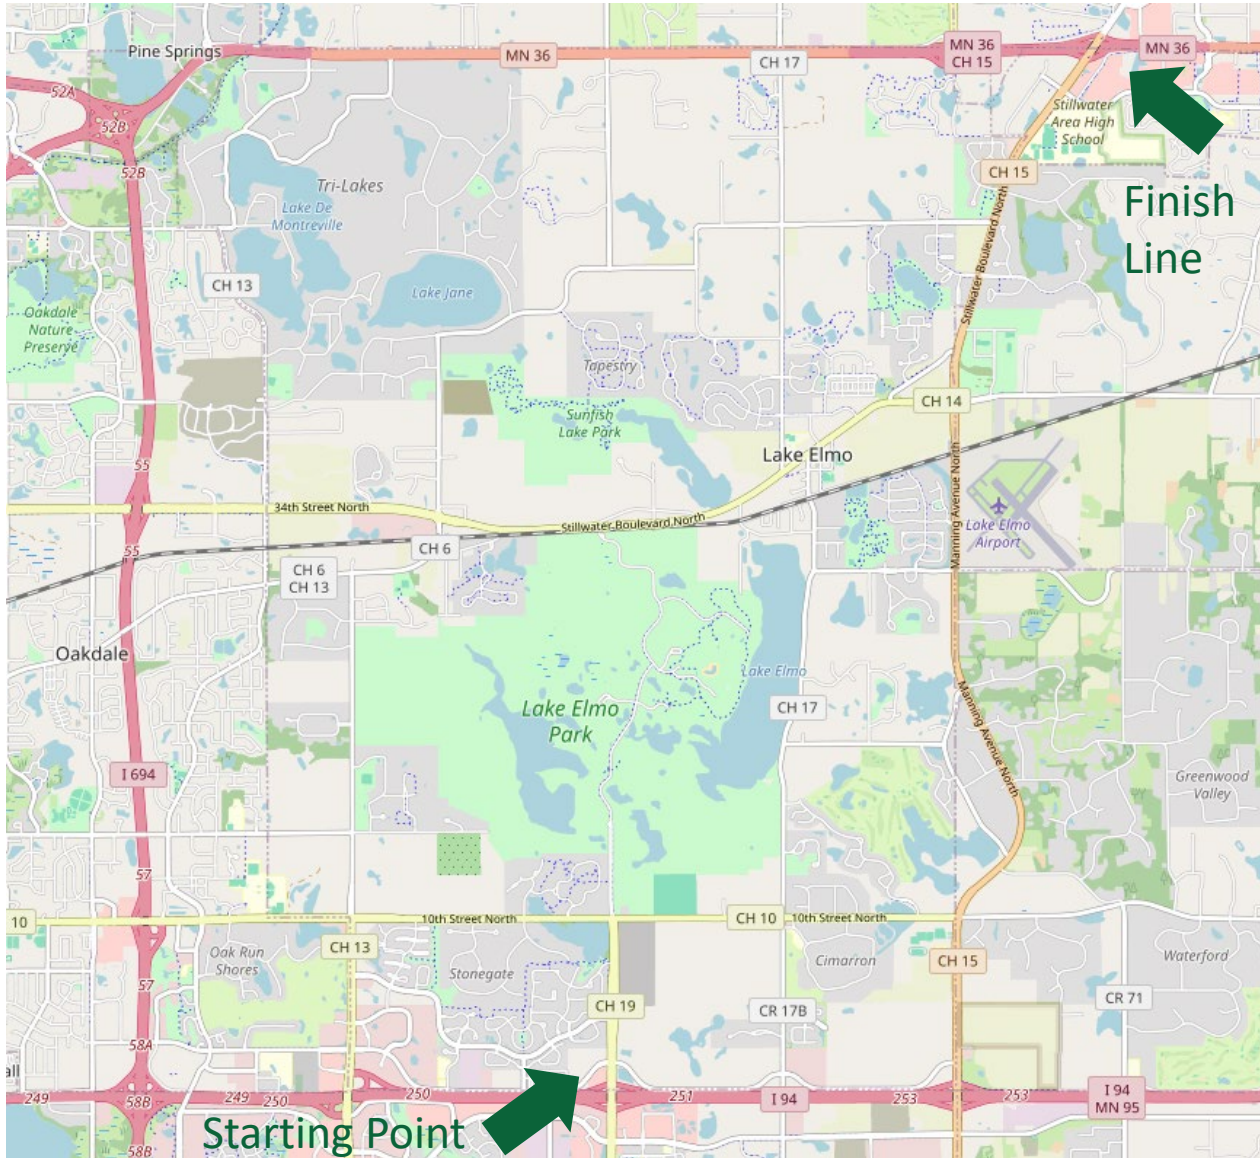 Pine Springs
MN 36
CH 17
MN 36
CH 15
MN 36
52A
52B
52B
Stillwater
Area High
School
Tri-Lakes
CH 15
Lake De
Montreville
Finish
Line
CH 13
Lake Jane
Stillwater Boulevard North
Oakdale
Nature
Preserve
Tapestry
CH 14
Sunfish
Lake Park
Lake Elmo
55
34th Street North
Stillwater Boulevard North
Manning Avenue North
Lake Elmo
Airport
55
CH 6
CH 6
CH 13
Oakdale
Lake Elmo
Lake Elmo
Park
CH 17
Manning Avenue North
I 694
Greenwood
Valley
57
10
10th Street North
CH 10
10th Street North
CH 13
Oak Run
Shores
Stonegate
Cimarron
CH 15
Waterford
57
CH 19
CR 17B
CR 71
58A
all
249
58B
249
250
250
251
I 94
253
253
I 94
MN 95
Starting Point
58B